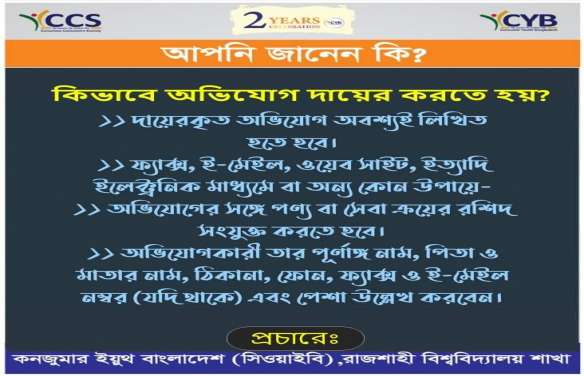 CCS
2 YEARS
CYB
আপনি জানেন কি?
কিভাবে অভিযোগ দায়ের করতে হয়?
>> দায়েরকৃত অভিযোগ অবশ্যই লিখিত
হতে হবে।
>> ফ্যাক্স, ই-মেইল, ওয়েব সাইট, ইত্যাদি
ইলেক্ট্রনিক মাধ্যমে বা অন্য কোন উপায়ে-
>> অভিযোগের সঙ্গে পণ্য বা সেবা ক্রয়ের রশিদ
সংযুক্ত করতে হবে।
>> অভিযোগকারী তার পূর্ণাঙ্গ নাম, পিতা ও
মাতার নাম, ঠিকানা, ফোন, ফ্যাক্স ও ই-মেইল
নম্বর (যদি থাকে) এবং পেশা উল্লেখ করবেন।
প্রচারেঃ
কনজুমার ইয়ুথ বাংলাদেশ (সিওয়াইবি),রাজশাহী বিশ্ববিদ্যালয় শাখা